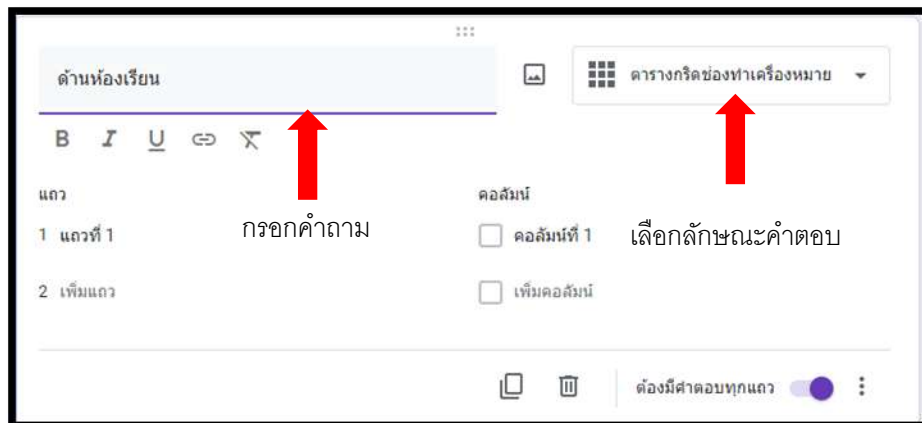 ด้านห้องเรียน
ตารางกริดช่องทำเครื่องหมาย
B I U
แถว
คอลัมน์
กรอกคำถาม
เลือกลักษณะคำตอบ
1 แถวที่ 1
คอลัมน์ที่ 1
2 เพิ่มแถว
เพิ่มคอลัมน์
ต้องมีคำตอบทุกแถว